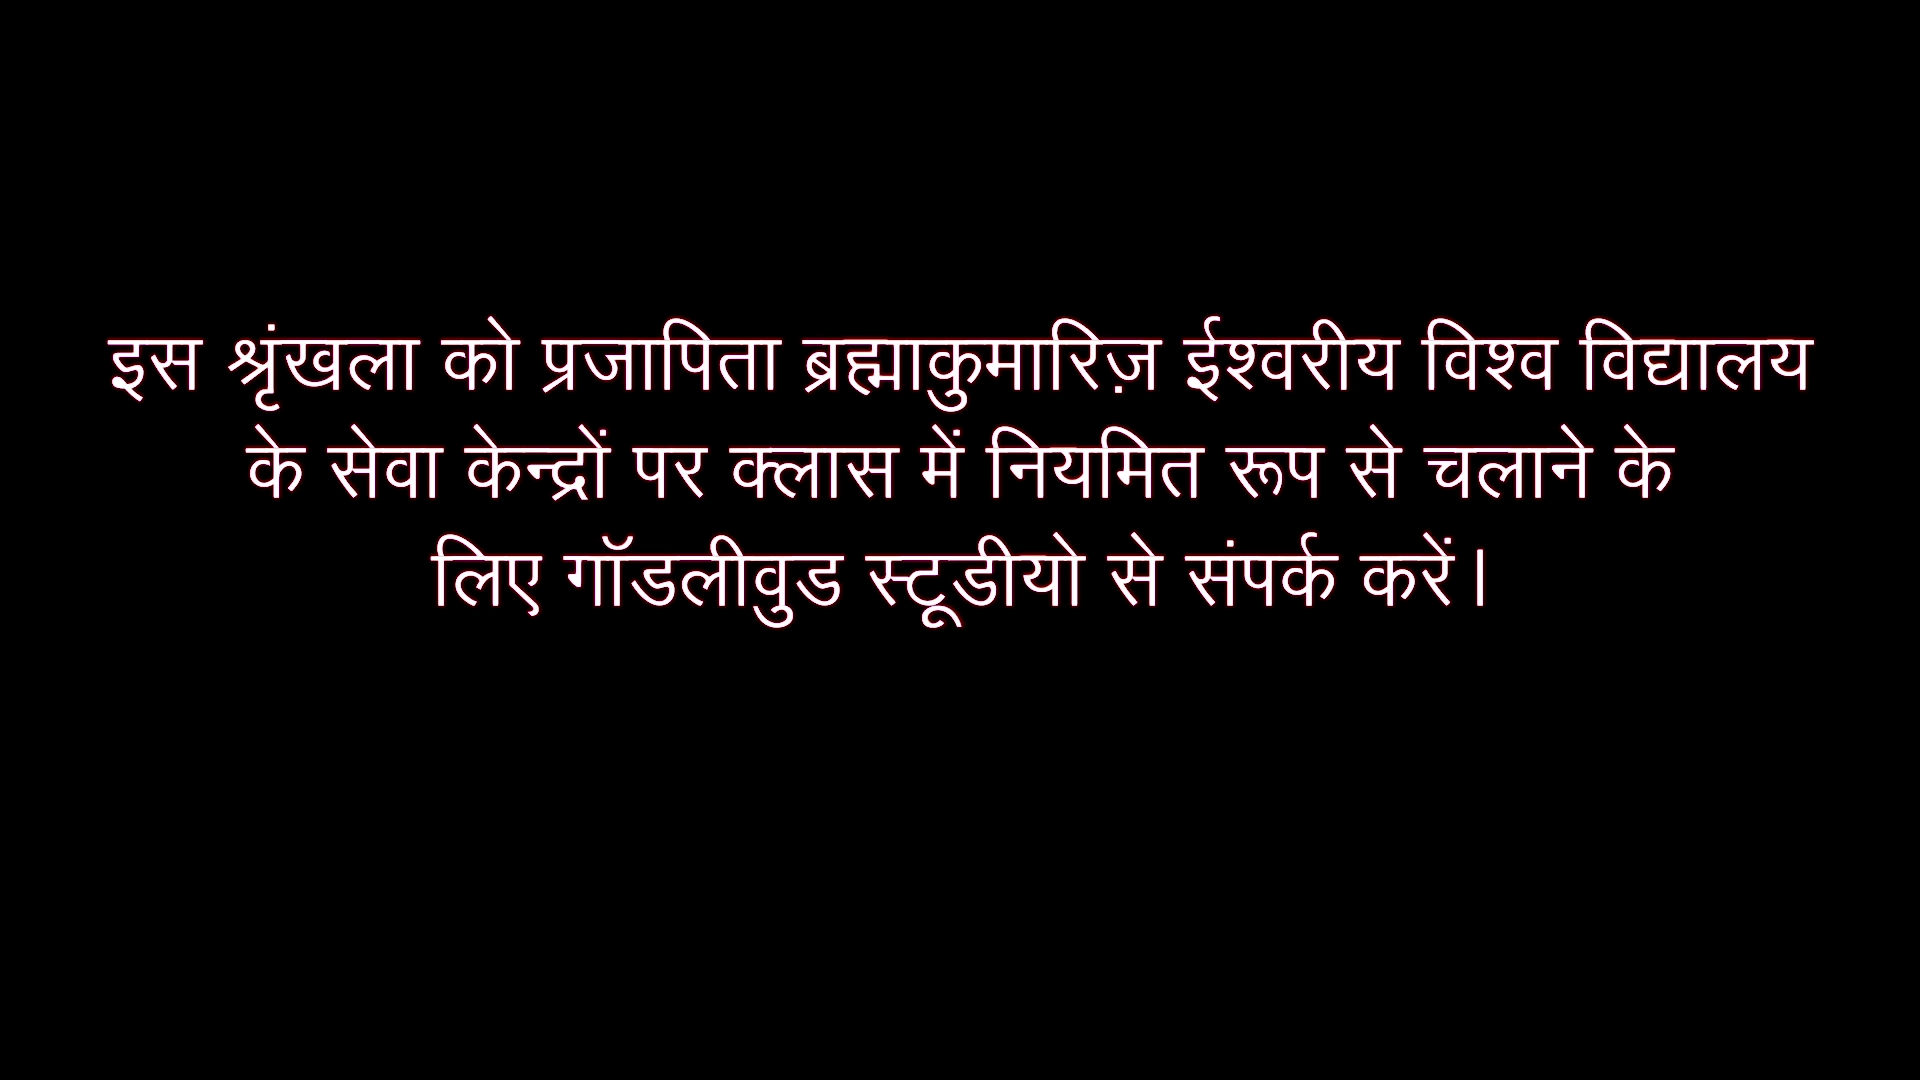 इस श्रृंखला को प्रजापिता ब्रह्माकुमारिज़ ईश्वरीय विश्व विद्यालय
के सेवा केन्द्रों पर क्लास में नियमित रूप से चलाने के
लिए गॉडलीवुड स्टूडीयो से संपर्क करें।